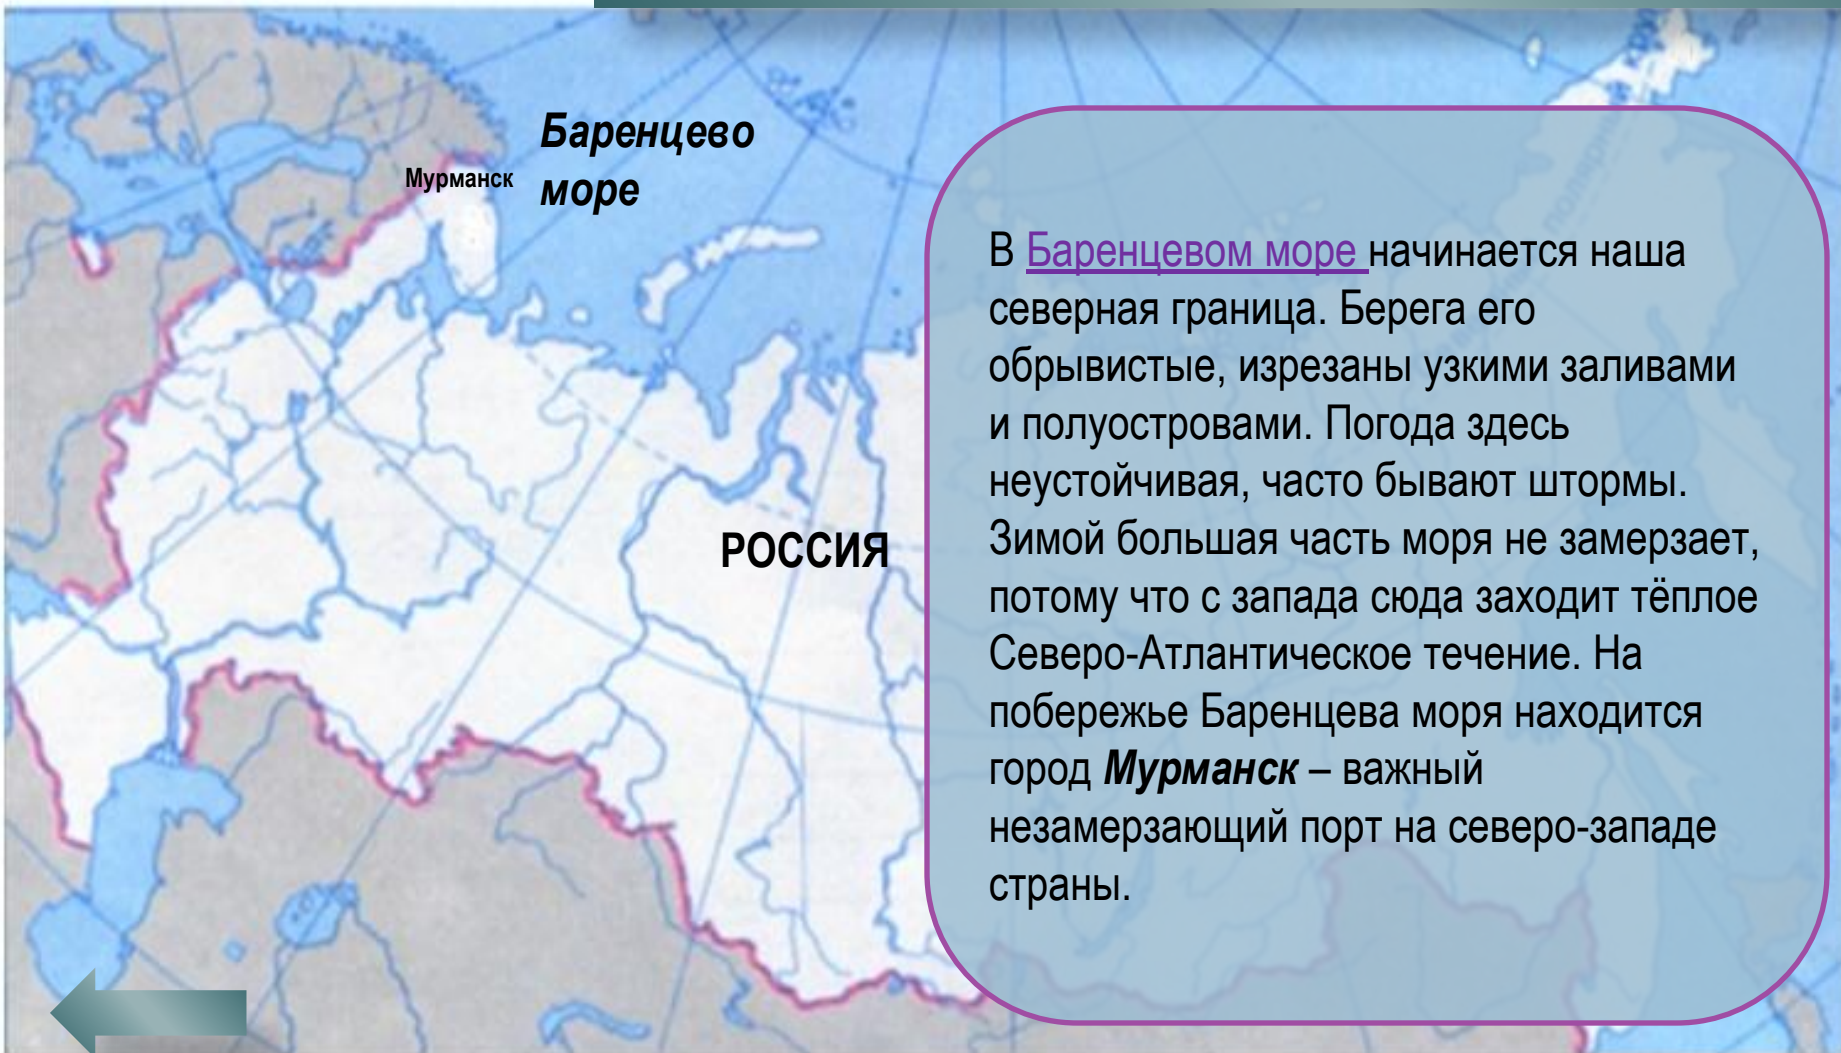 Баренцево
море
Мурманск
РОССИЯ
В Баренцевом море начинается наша
северная граница. Берега его
обрывистые, изрезаны узкими заливами
и полуостровами. Погода здесь
неустойчивая, часто бывают штормы.
Зимой большая часть моря не замерзает,
потому что с запада сюда заходит тёплое
Северо-Атлантическое течение. На
побережье Баренцева моря находится
город Мурманск – важный
незамерзающий порт на северо-западе
страны.